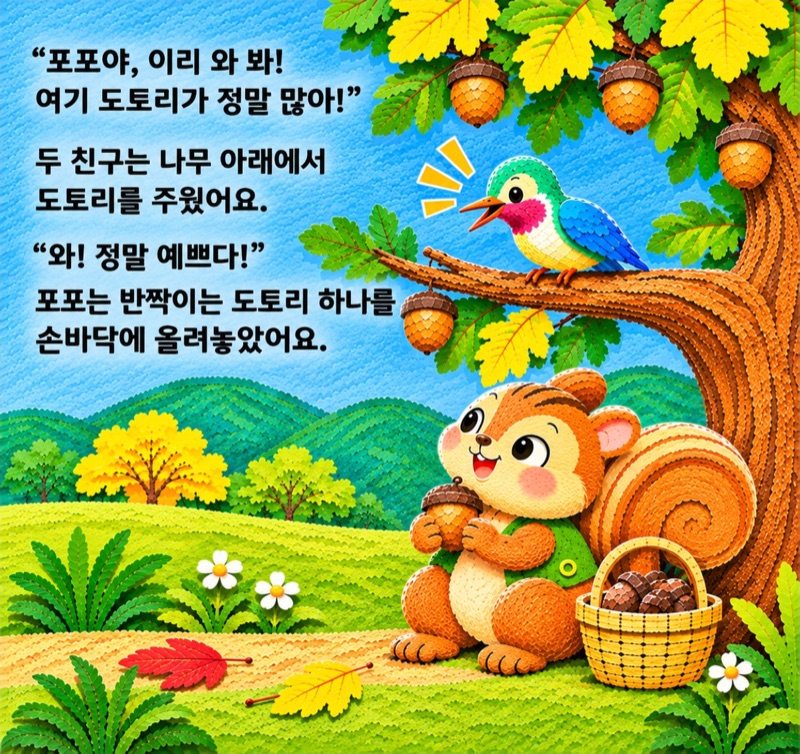 “포포야, 이리 와 봐!
여기 도토리가 정말 많아!”
두 친구는 나무 아래에서
도토리를 주웠어요.
“와! 정말 예쁘다!”
포포는 반짝이는 도토리 하나를
손바닥에 올려놓았어요.